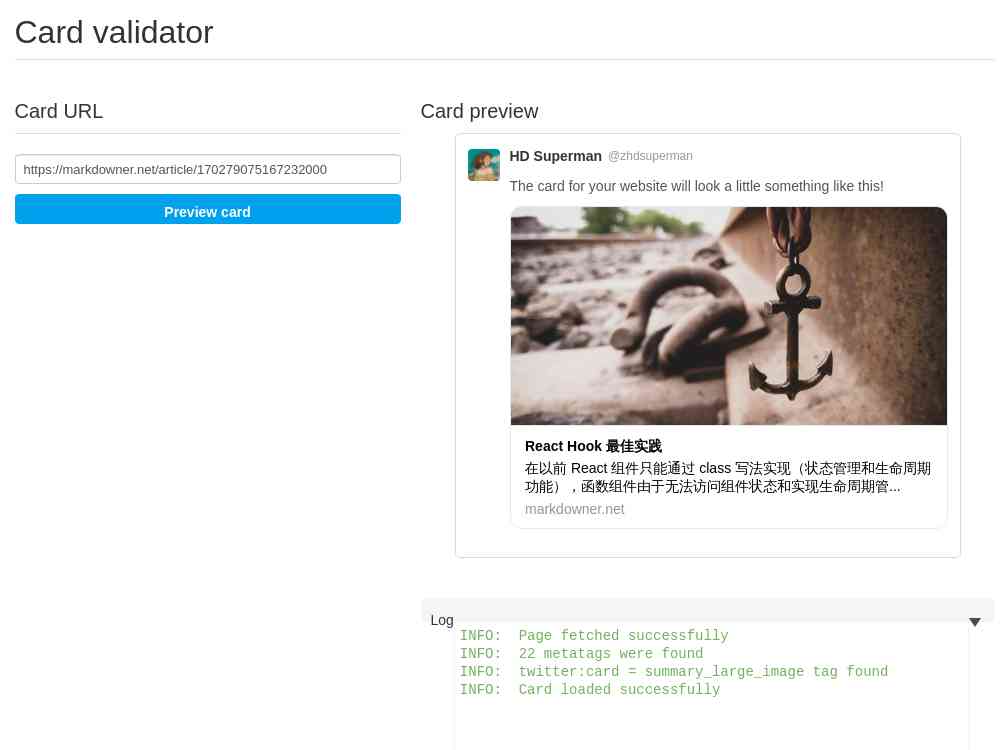 Card validator
Card URL
https://markdowner.net/article/170279075167232000
Preview card
Card preview
HD Superman @zhdsuperman
The card for your website will look a little something like this!
React Hook 最佳实践
在以前 React 组件只能通过 class 写法实现（状态管理和生命周期
功能），函数组件由于无法访问组件状态和实现生命周期管...
markdowner.net
Log
INFO:  Page fetched successfully
INFO:  22 metatags were found
INFO:  twitter:card = summary_large_image tag found
INFO:  Card loaded successfully